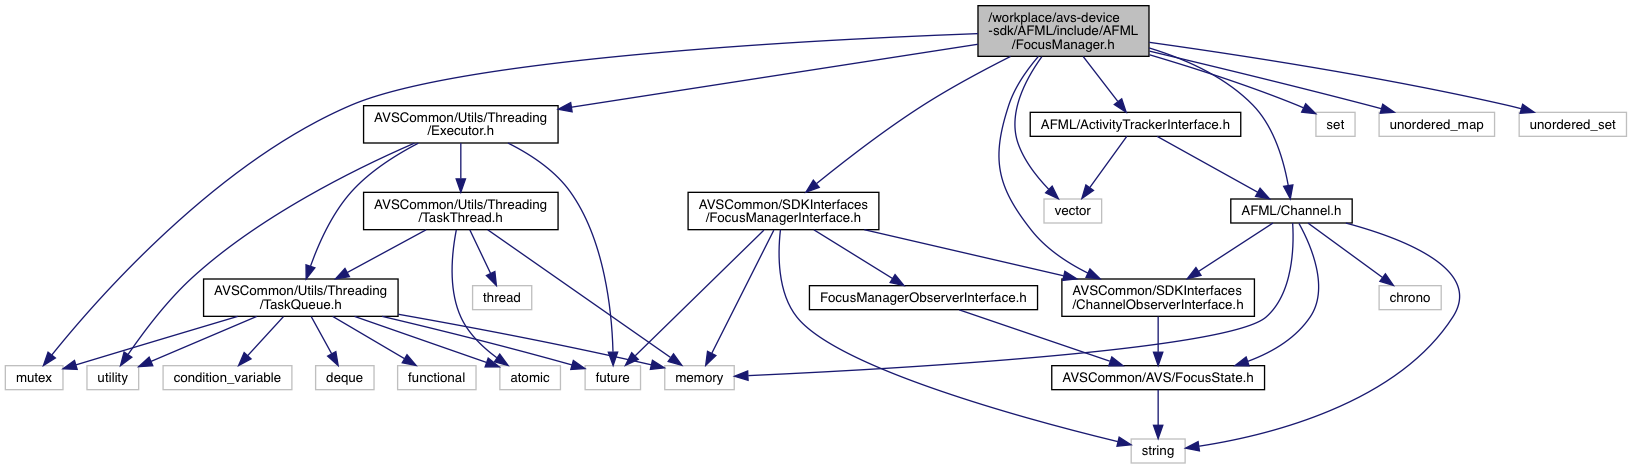 /workplace/avs-device
-sdk/AFML/include/AFML
/FocusManager.h
AVSCommon/Utils/Threading
/Executor.h
AFML/ActivityTrackerInterface.h
set
unordered_map
unordered_set
AVSCommon/Utils/Threading
/TaskThread.h
AVSCommon/SDKInterfaces
/FocusManagerInterface.h
vector
AFML/Channel.h
AVSCommon/Utils/Threading
/TaskQueue.h
thread
FocusManagerObserverInterface.h
AVSCommon/SDKInterfaces
/ChannelObserverInterface.h
chrono
mutex
utility
condition_variable
deque
functional
atomic
future
memory
AVSCommon/AVS/FocusState.h
string